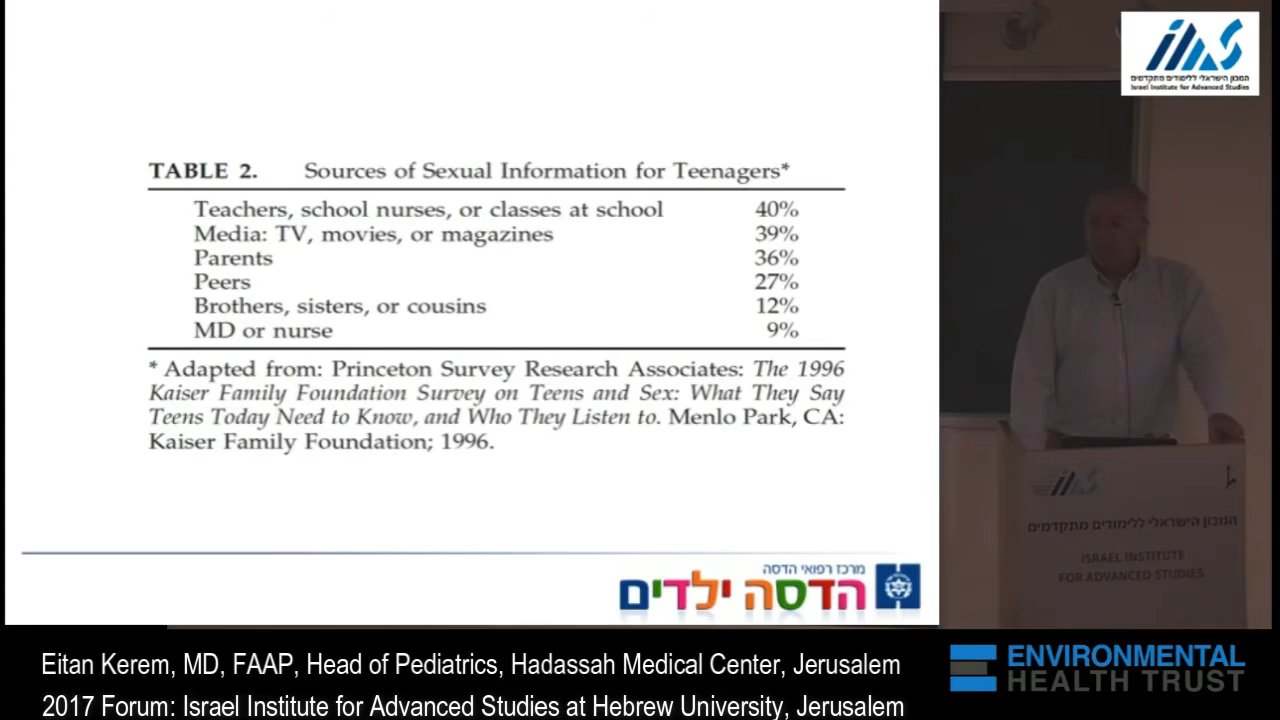 המכון הישראלי ללימודים מתקדמים
Israel Institute for Advanced Studies
TABLE 2. Sources of Sexual Information for Teenagers*
Teachers, school nurses, or classes at school 40%
Media: TV, movies, or magazines 39%
Parents 36%
Peers 27%
Brothers, sisters, or cousins 12%
MD or nurse 9%
* Adapted from: Princeton Survey Research Associates: The 1996
Kaiser Family Foundation Survey on Teens and Sex: What They Say
Teens Today Need to Know, and Who They Listen to. Menlo Park, CA:
Kaiser Family Foundation; 1996.
המכון הישראלי ללימודים מתקדמים
ISRAEL INSTITUTE
FOR ADVANCED STUDIES
מרכז רפואי הדסה
הדסה ילדים
Eitan Kerem, MD, FAAP, Head of Pediatrics, Hadassah Medical Center, Jerusalem
2017 Forum: Israel Institute for Advanced Studies at Hebrew University, Jerusalem
ENVIRONMENTAL
HEALTH TRUST